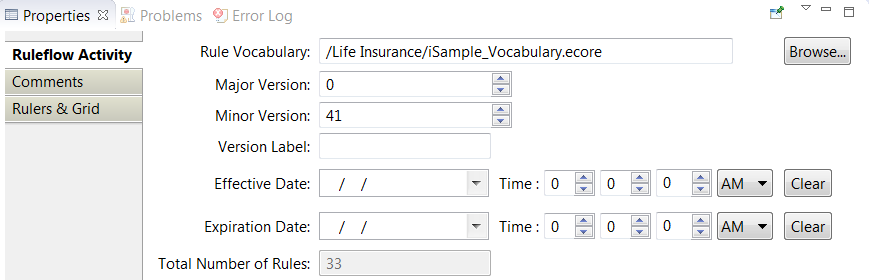 Properties Problems Error Log
Ruleflow Activity
Comments
Rulers & Grid
Rule Vocabulary: /Life Insurance/iSample_Vocabulary.ecore Browse...
Major Version: 0
Minor Version: 41
Version Label:
Effective Date: / / Time : 0 0 0 AM Clear
Expiration Date: / / Time : 0 0 0 AM Clear
Total Number of Rules: 33